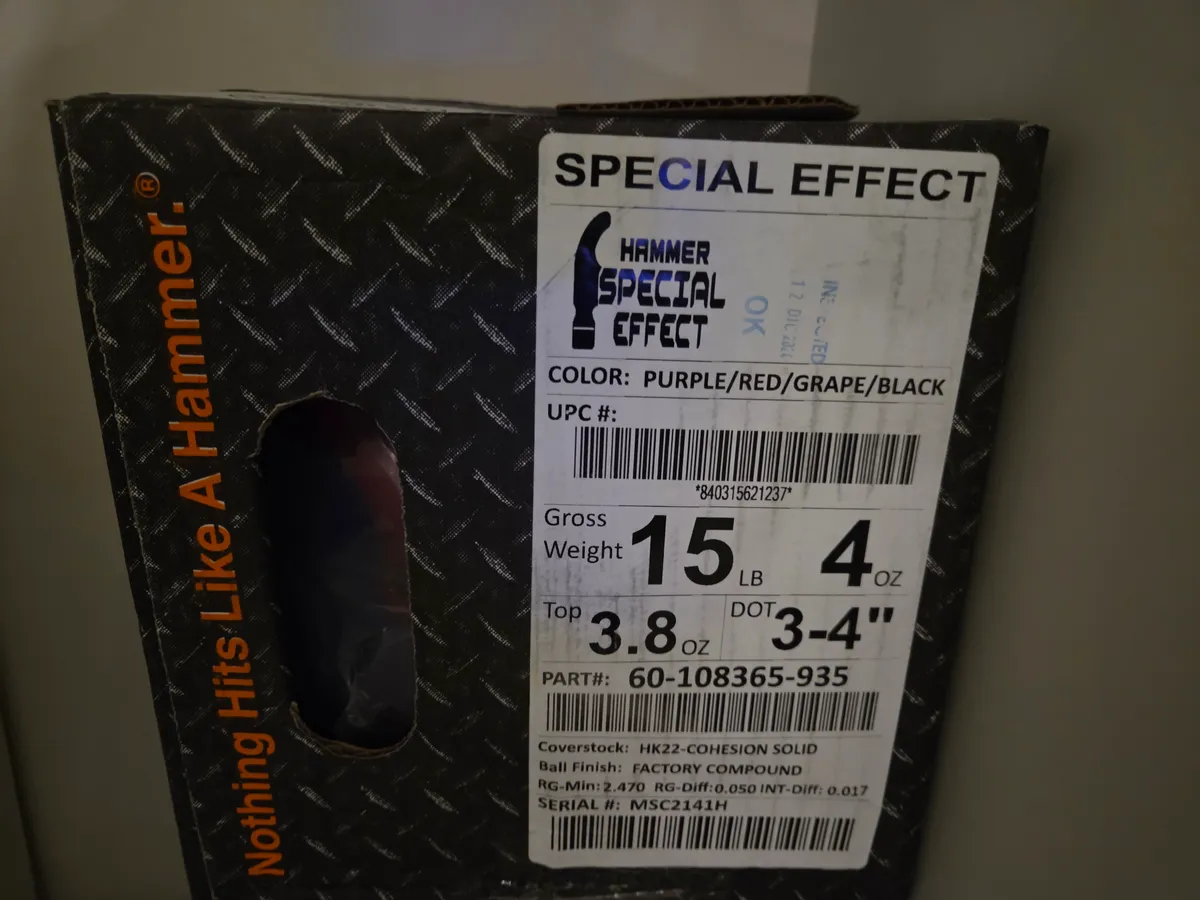 Nothing Hits Like A Hammer.®
SPECIAL EFFECT
HAMMER
SPECIAL
EFFECT
OK
COLOR: PURPLE/RED/GRAPE/BLACK
UPC #:
*840315621237*
Gross
Weight 15 LB 4 OZ
Top 3.8 OZ DOT 3-4"
PART#: 60-108365-935
Coverstock: HK22-COHESION SOLID
Ball Finish: FACTORY COMPOUND
RG-Min: 2.470 RG-Diff:0.050 INT-Diff: 0.017
SERIAL #: MSC2141H